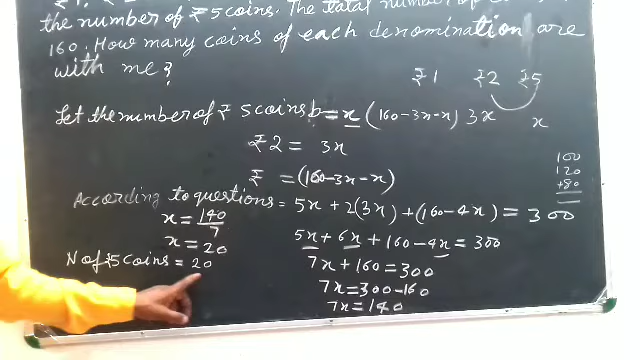 the number of ₹5 coins. The total number of
160. How many coins of each denomination are
with me?
₹1 ₹2 ₹5
Let the number of ₹ 5 coins b = x (160-3x-x) 3x x
₹2 = 3x
₹ = (160-3x-x)
100
120
+80
According to questions = 5x + 2(3x) + (160-4x) = 300
x = 140/7
5x + 6x + 160 - 4x = 300
x = 20
7x + 160 = 300
N of ₹5 coins = 20
7x = 300-160
7x = 140